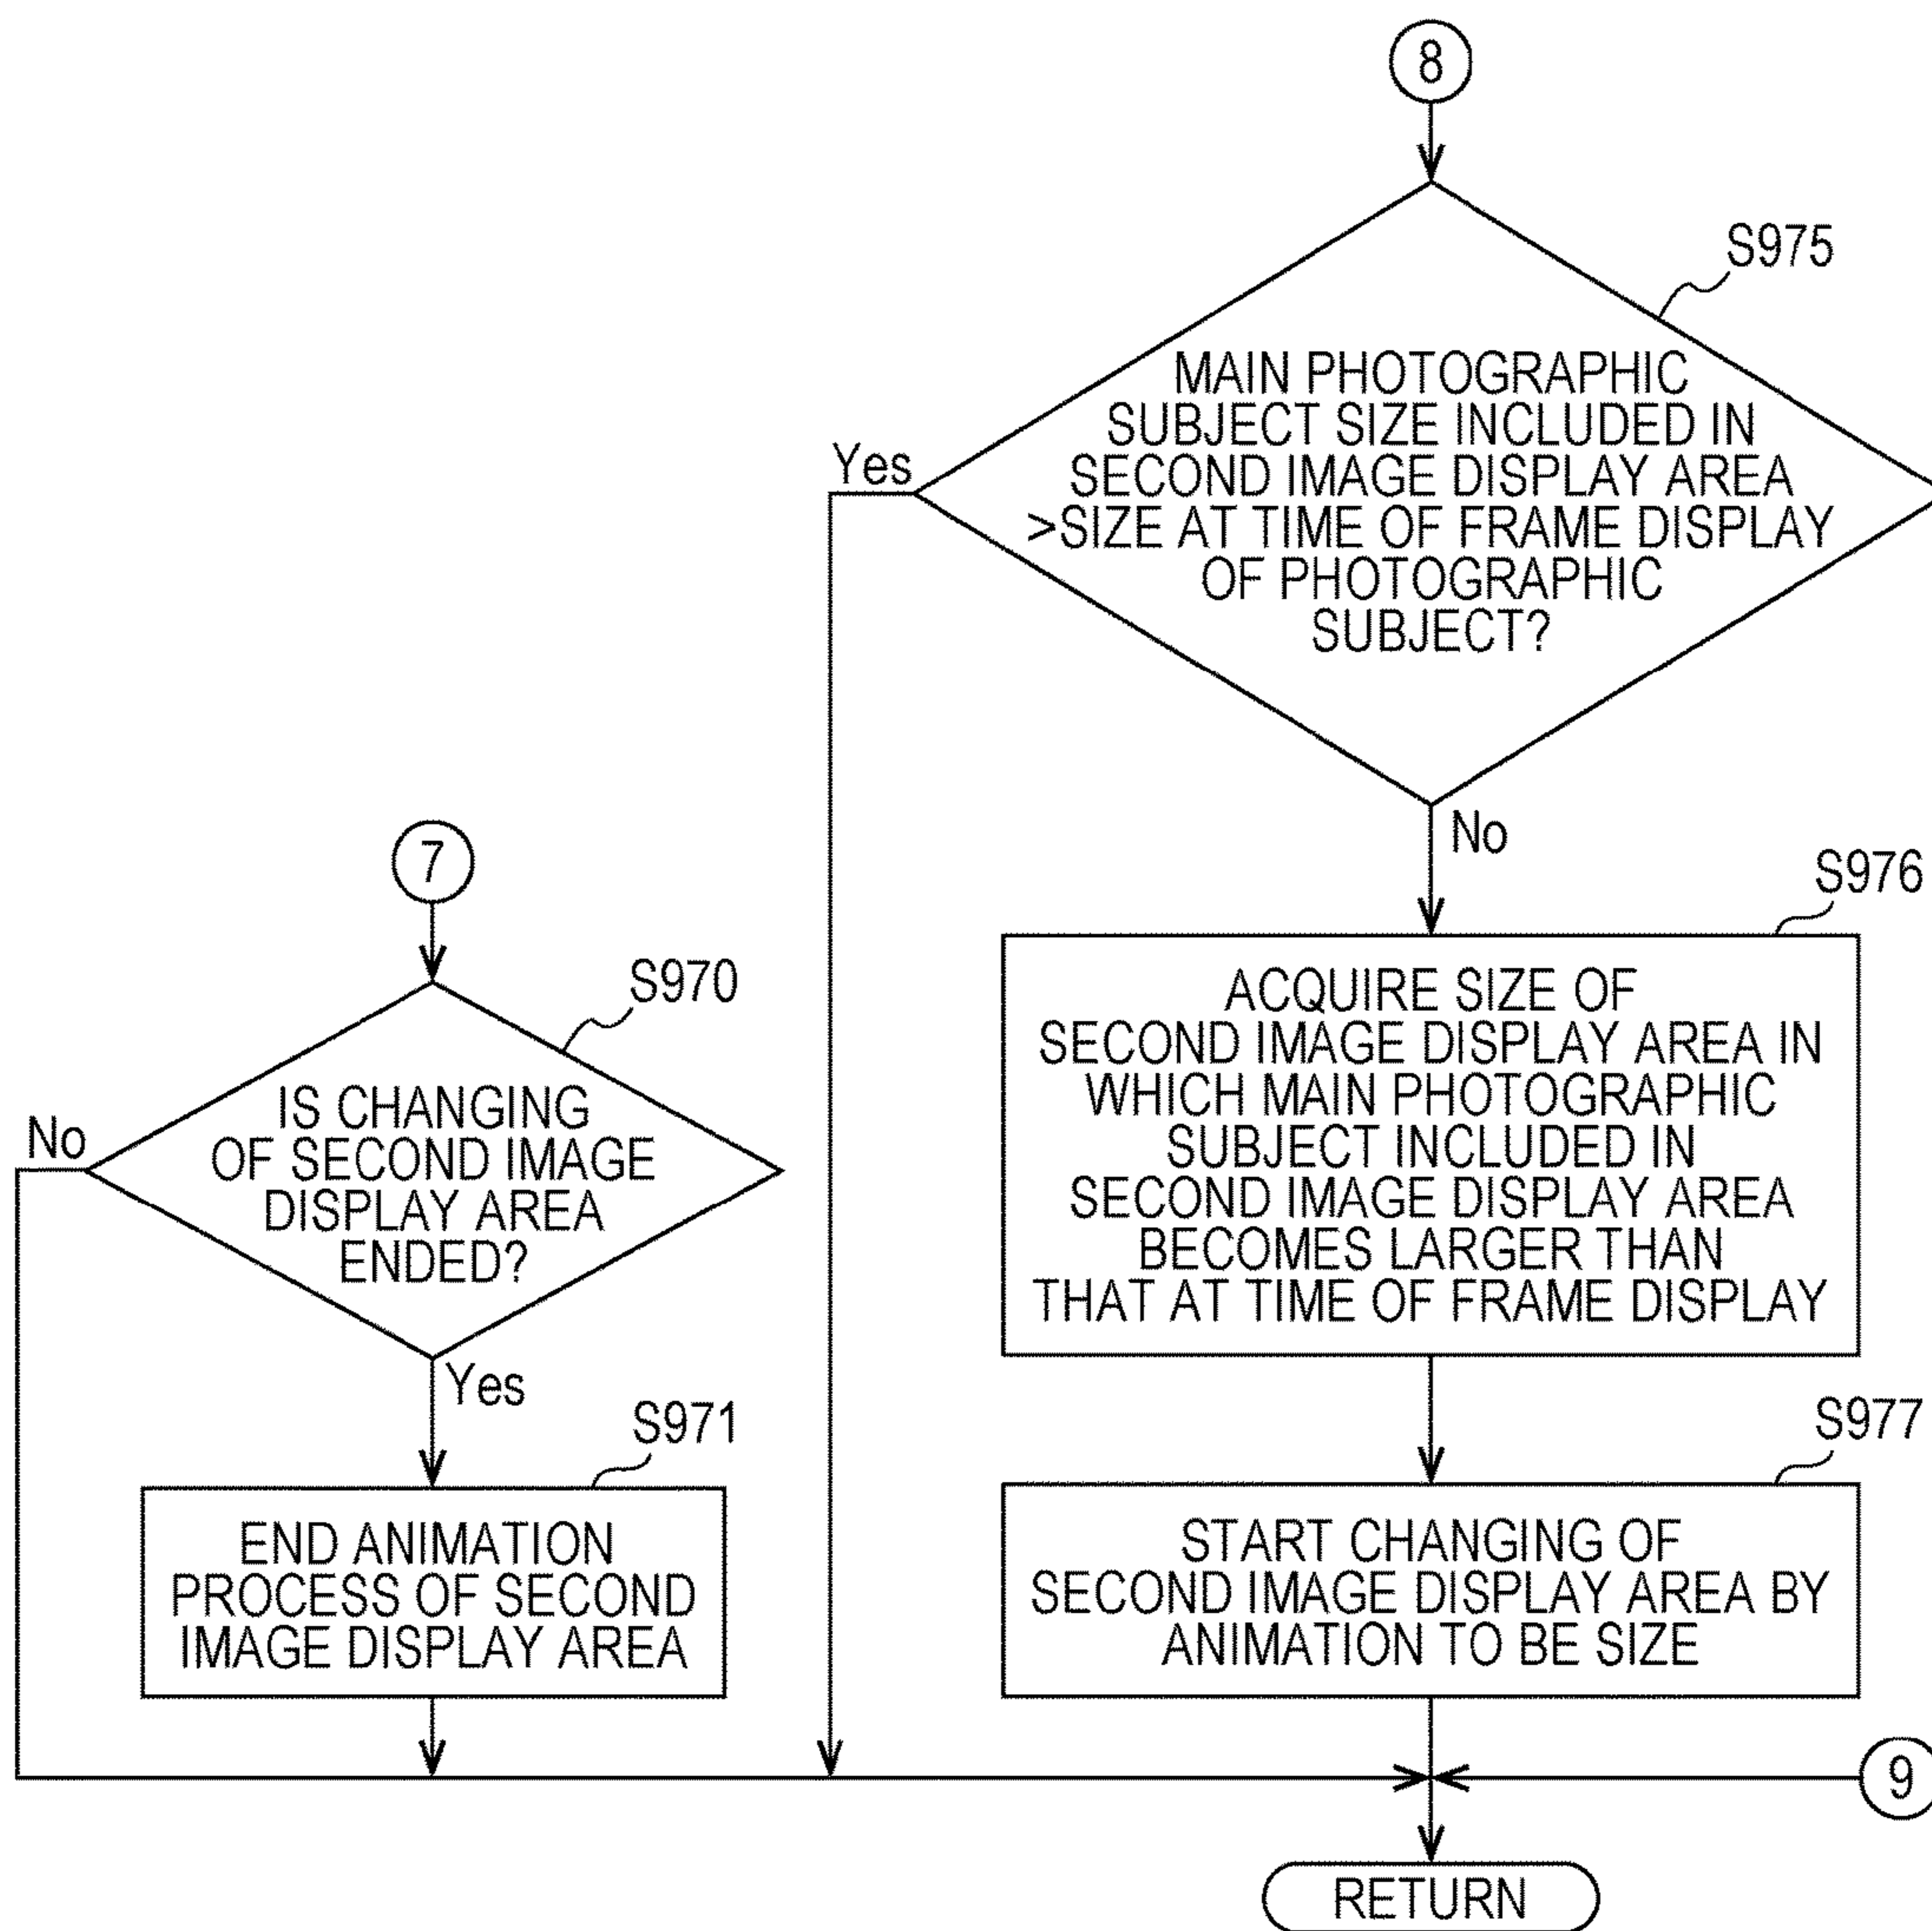 8
S975
MAIN PHOTOGRAPHIC
SUBJECT SIZE INCLUDED IN
SECOND IMAGE DISPLAY AREA
>SIZE AT TIME OF FRAME DISPLAY
OF PHOTOGRAPHIC
SUBJECT?
Yes
No
7
S970
IS CHANGING
OF SECOND IMAGE
DISPLAY AREA
ENDED?
No
Yes
S971
END ANIMATION
PROCESS OF SECOND
IMAGE DISPLAY AREA
S976
ACQUIRE SIZE OF
SECOND IMAGE DISPLAY AREA IN
WHICH MAIN PHOTOGRAPHIC
SUBJECT INCLUDED IN
SECOND IMAGE DISPLAY AREA
BECOMES LARGER THAN
THAT AT TIME OF FRAME DISPLAY
S977
START CHANGING OF
SECOND IMAGE DISPLAY AREA BY
ANIMATION TO BE SIZE
9
RETURN